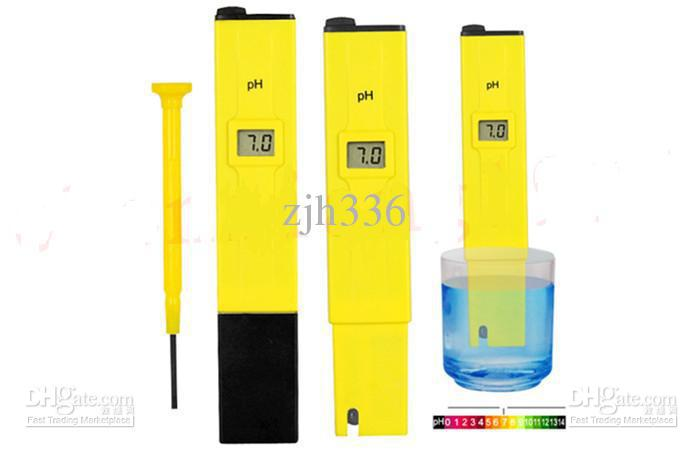 pH
7.0
pH
7.0
pH
7.0
zjh336
DHgate.com
Fast Trading Marketplace
DHgate.com
Fast Trading Marketplace
pH 0 1 2 3 4 5 6 7 8 9 10 11 12 13 14